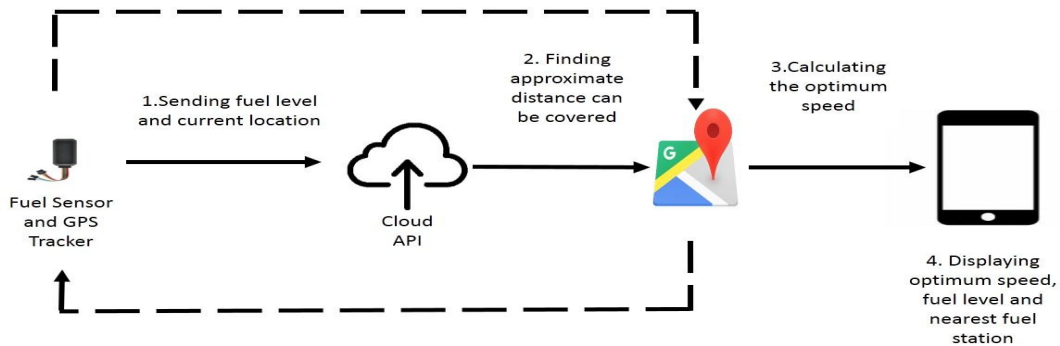 1.Sending fuel level
and current location
2. Finding
approximate
distance can
be covered
3.Calculating
the optimum
speed
G
Fuel Sensor
and GPS
Tracker
Cloud
API
4. Displaying
optimum speed,
fuel level and
nearest fuel
station